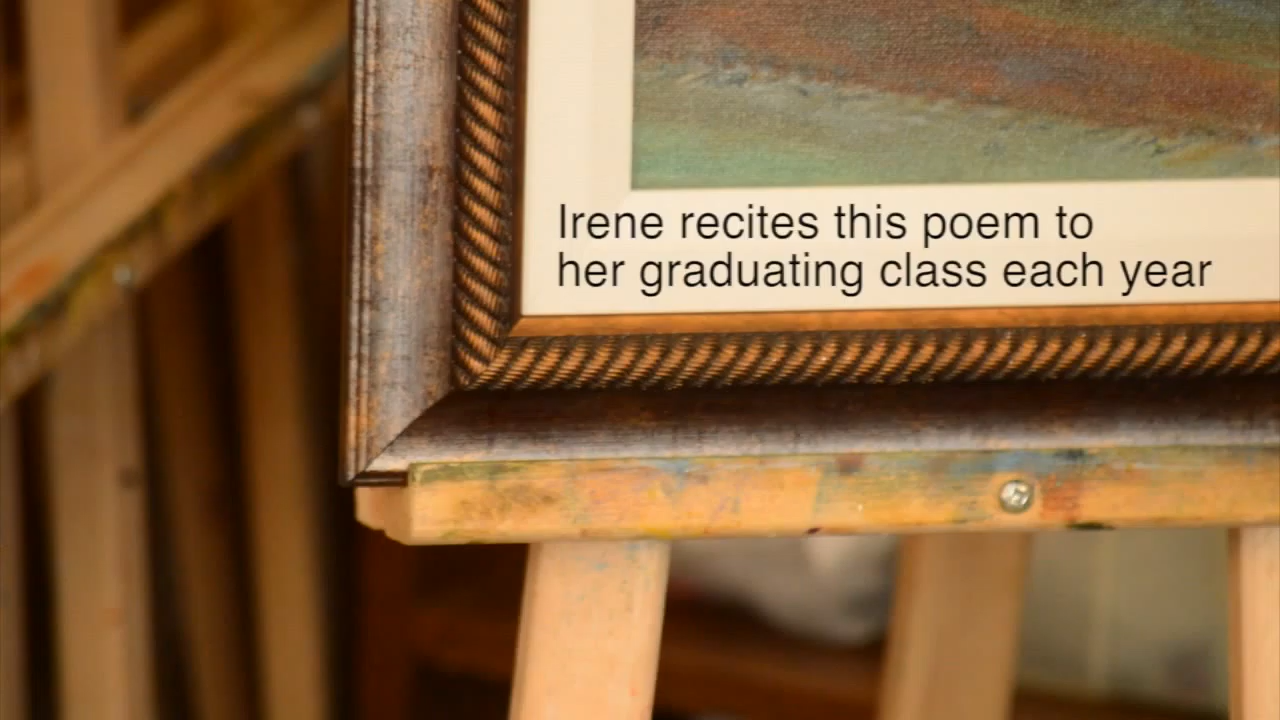 Irene recites this poem to
her graduating class each year